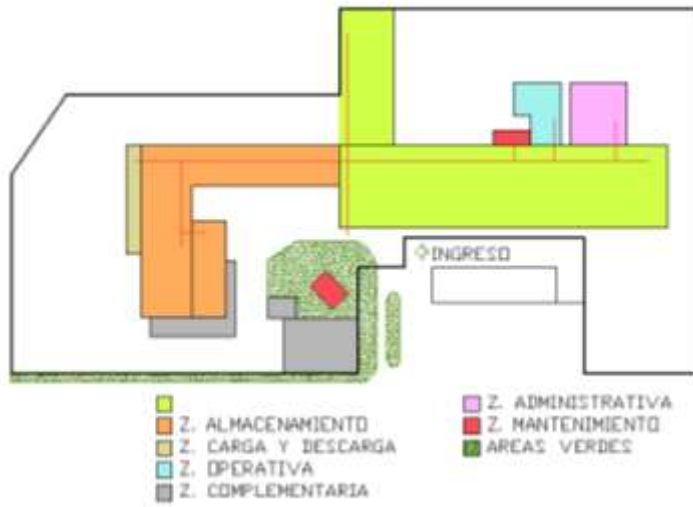 INGRESO
Z. ALMACENAMIENTO
Z. CARGA Y DESCARGA
Z. OPERATIVA
Z. COMPLEMENTARIA
Z. ADMINISTRATIVA
Z. MANTENIMIENTO
AREAS VERDES